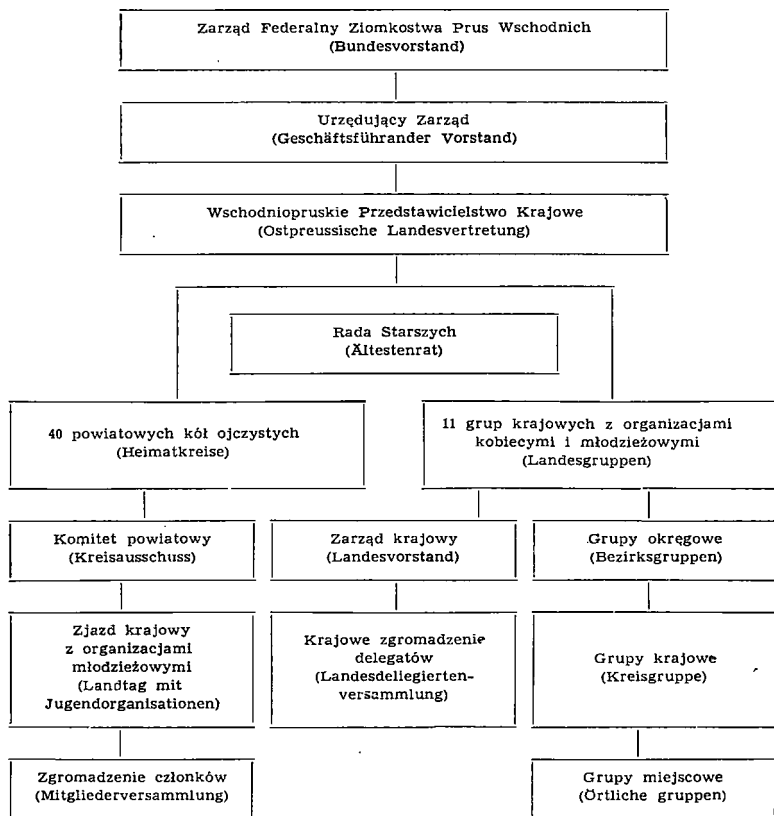 Zarząd Federalny Ziomkostwa Prus Wschodnich
(Bundesvorstand)
Urzędujący Zarząd
(Geschäftsführander Vorstand)
Wschodniopruskie Przedstawicielstwo Krajowe
(Ostpreussische Landesvertretung)
Rada Starszych
(Ältestenrat)
40 powiatowych kół ojczystych
(Heimatkreise)
11 grup krajowych z organizacjami
kobiecymi i młodzieżowymi
(Landesgruppen)
Komitet powiatowy
(Kreisausschuss)
Zarząd krajowy
(Landesvorstand)
Grupy okręgowe
(Bezirksgruppen)
Zjazd krajowy
z organizacjami
młodzieżowymi
(Landtag mit
Jugendorganisationen)
Krajowe zgromadzenie
delegatów
(Landesdeliegierten-
versammlung)
Grupy krajowe
(Kreisgruppe)
Zgromadzenie członków
(Mitgliederversammlung)
Grupy miejscowe
(Örtliche gruppen)